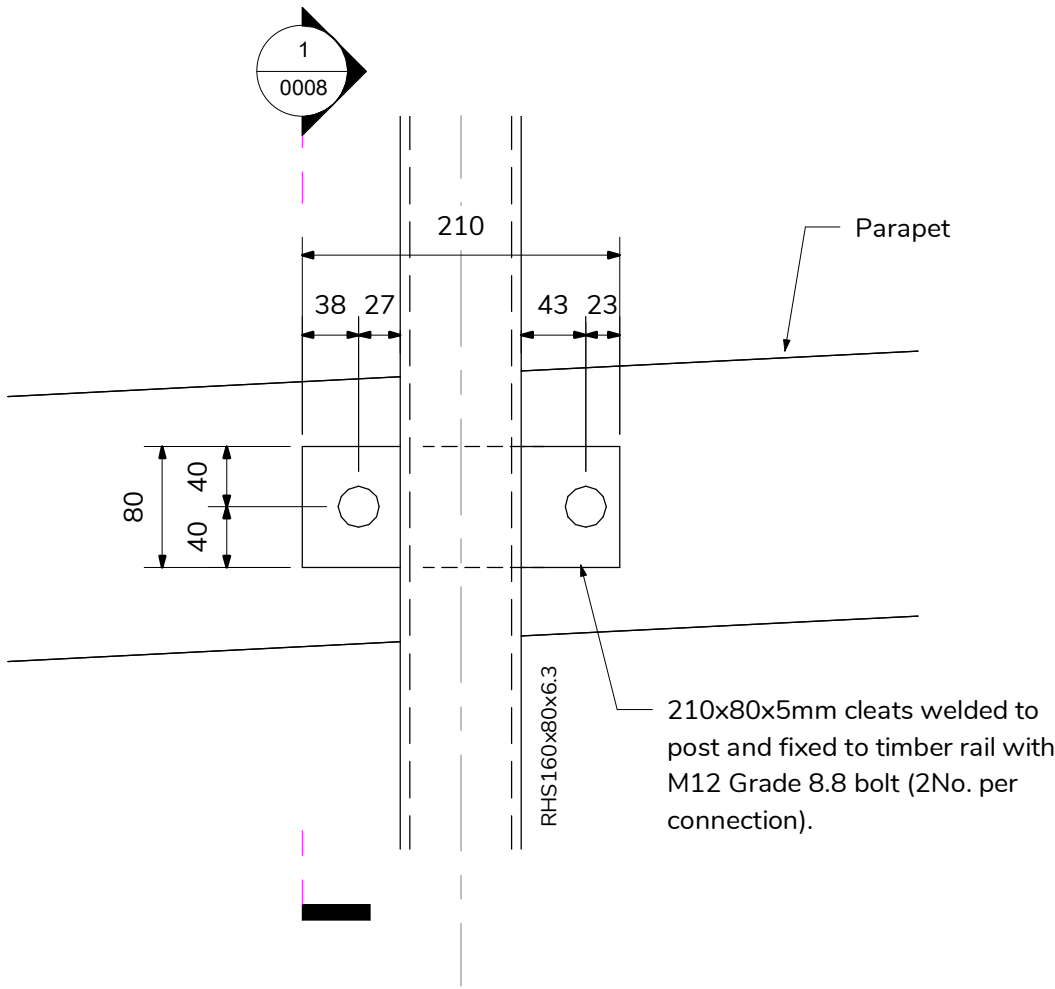 1
0008
210
Parapet
38 27 43 23
40
80
40
RHS160x80x6.3
210x80x5mm cleats welded to
post and fixed to timber rail with
M12 Grade 8.8 bolt (2No. per
connection).